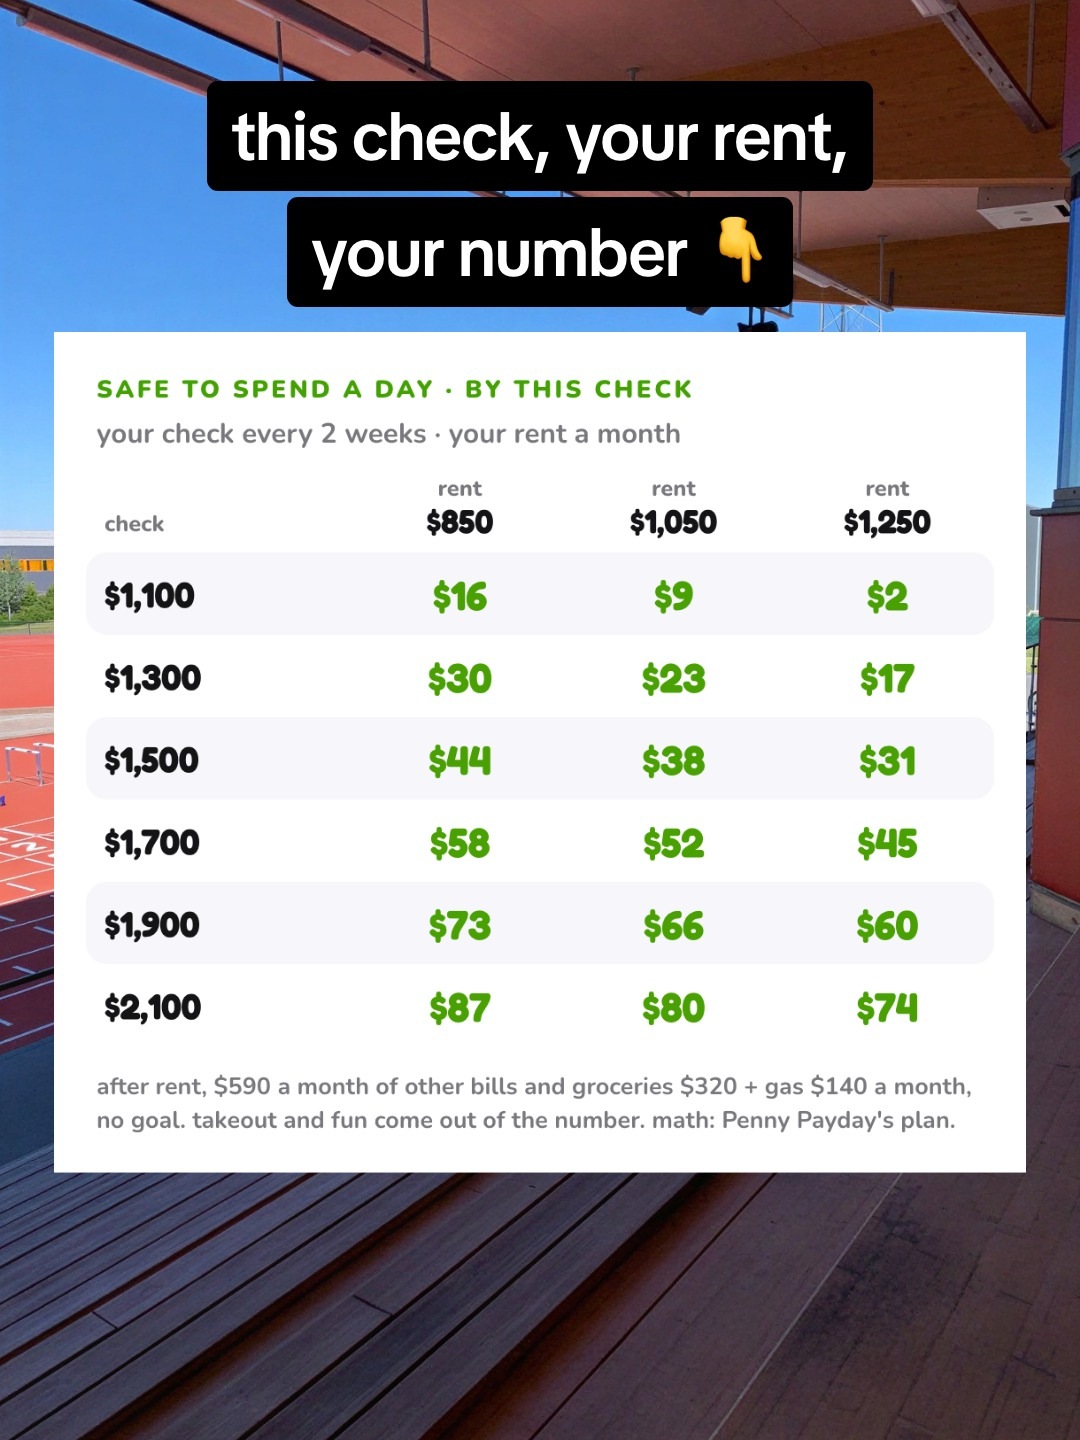 this check, your rent,
your number 👇
SAFE TO SPEND A DAY · BY THIS CHECK
your check every 2 weeks · your rent a month
check rent $850 rent $1,050 rent $1,250
$1,100 $16 $9 $2
$1,300 $30 $23 $17
$1,500 $44 $38 $31
$1,700 $58 $52 $45
$1,900 $73 $66 $60
$2,100 $87 $80 $74
after rent, $590 a month of other bills and groceries $320 + gas $140 a month,
no goal. takeout and fun come out of the number. math: Penny Payday's plan.